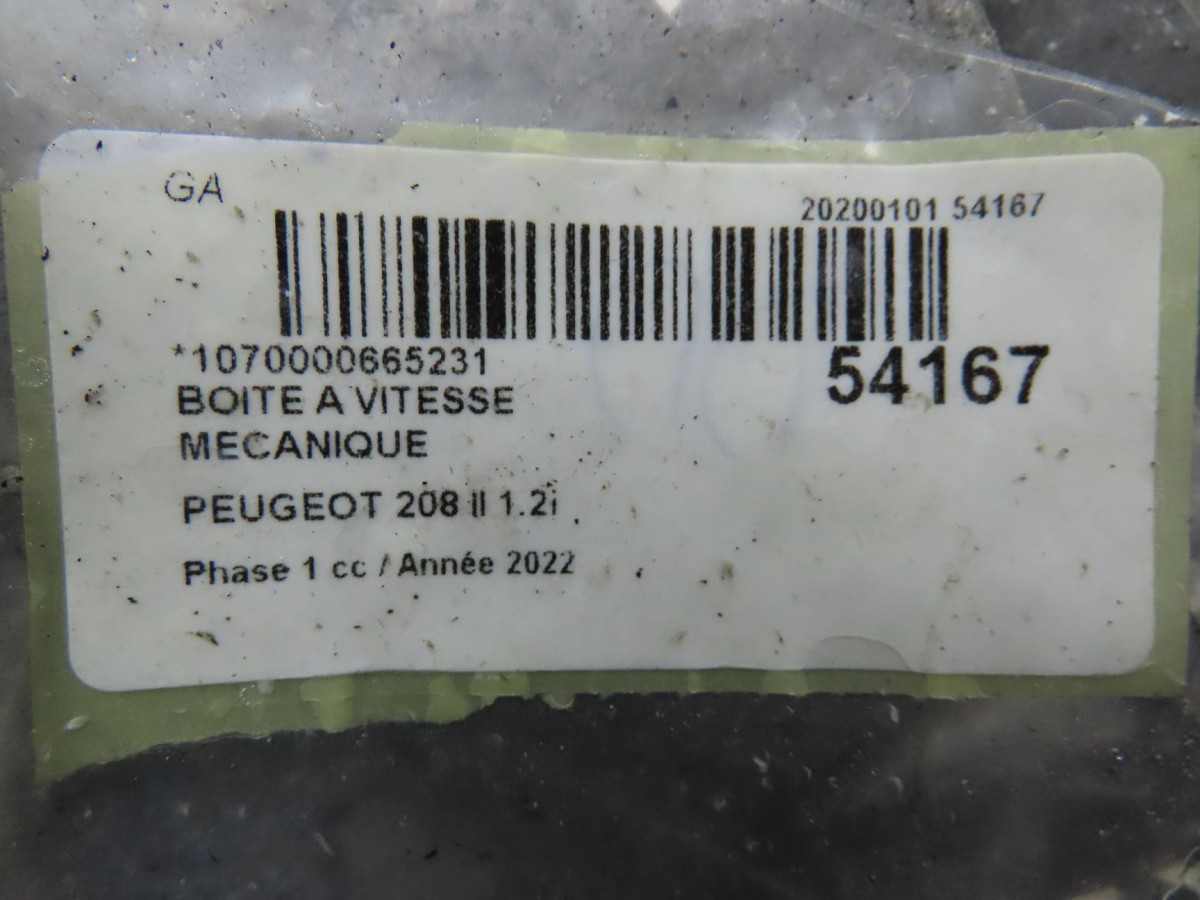 GA
20200101 54167
*1070000665231
54167
BOITE A VITESSE
MECANIQUE
PEUGEOT 208 II 1.2i
Phase 1 cc / Année 2022